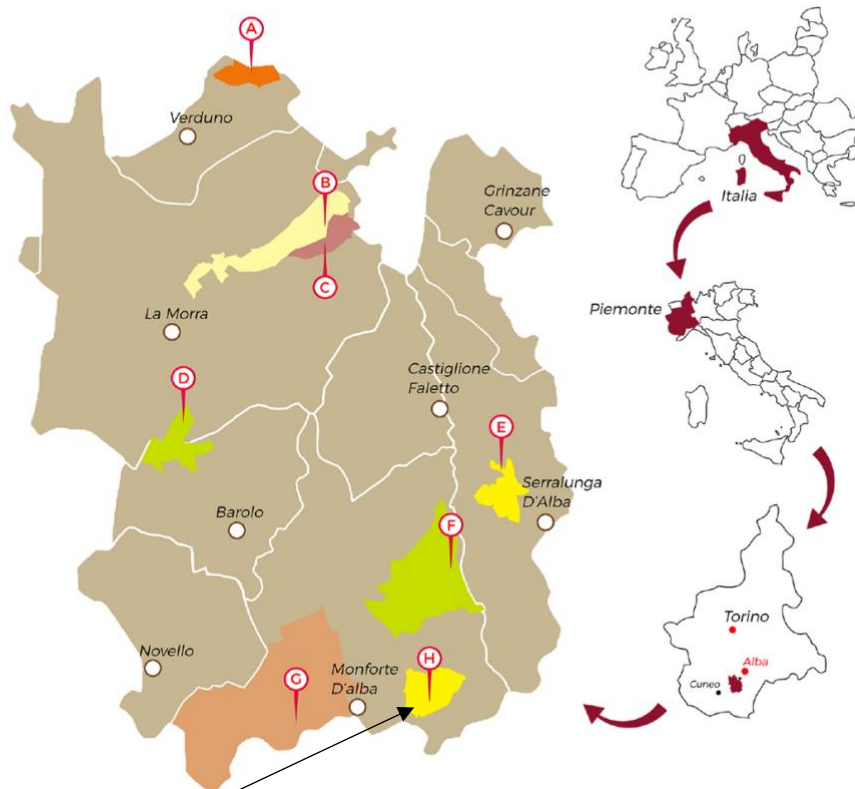 A
Verduno
B
Grinzane
Cavour
C
La Morra
D
Castiglione
Faletto
E
Serralunga
D'Alba
Barolo
F
Novello
Monforte
D'alba
H
G
Italia
Piemonte
Torino
Alba
Cuneo